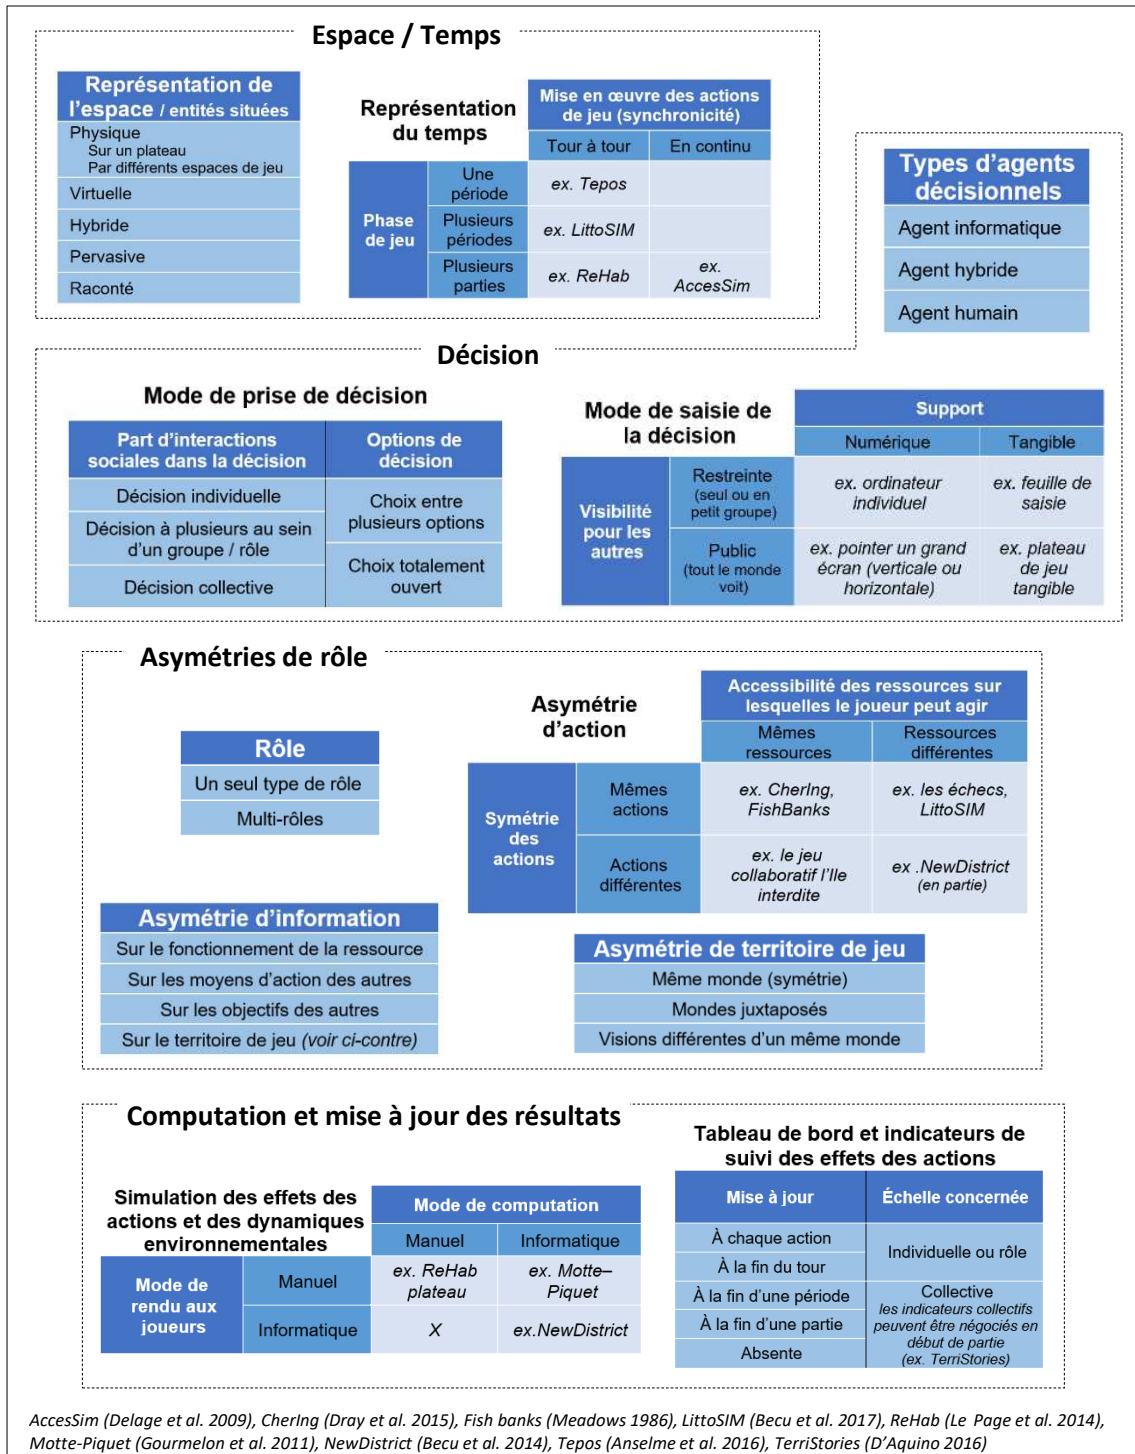 Espace / Temps
Représentation de
l'espace / entités situées
Physique
Sur un plateau
Par différents espaces de jeu
Virtuelle
Hybride
Pervasive
Raconté
Représentation
du temps
Mise en œuvre des actions
de jeu (synchronicité)
Tour à tour
En continu
Phase
de jeu
Une
période
ex. Tepos
Plusieurs
périodes
ex. LittoSIM
Plusieurs
parties
ex. ReHab
ex.
AccesSim
Types d'agents
décisionnels
Agent informatique
Agent hybride
Agent humain
Décision
Mode de prise de décision
Part d'interactions
sociales dans la décision
Options de
décision
Décision individuelle
Décision à plusieurs au sein
d'un groupe / rôle
Décision collective
Choix entre
plusieurs options
Choix totalement
ouvert
Mode de saisie de
la décision
Support
Numérique
Tangible
Visibilité
pour les
autres
Restreinte
(seul ou en
petit groupe)
ex. ordinateur
individuel
ex. feuille de
saisie
Public
(tout le monde
voit)
ex. pointer un grand
écran (verticale ou
horizontale)
ex. plateau
de jeu
tangible
Asymétries de rôle
Rôle
Un seul type de rôle
Multi-rôles
Asymétrie
d'action
Accessibilité des ressources sur
lesquelles le joueur peut agir
Mêmes
ressources
Ressources
différentes
Symétrie
des
actions
Mêmes
actions
ex. CherIng,
FishBanks
ex. les échecs,
LittoSIM
Actions
différentes
ex. le jeu
collaboratif l'Ile
interdite
ex .NewDistrict
(en partie)
Asymétrie d'information
Sur le fonctionnement de la ressource
Sur les moyens d'action des autres
Sur les objectifs des autres
Sur le territoire de jeu (voir ci-contre)
Asymétrie de territoire de jeu
Même monde (symétrie)
Mondes juxtaposés
Visions différentes d'un même monde
Computation et mise à jour des résultats
Simulation des effets des
actions et des dynamiques
environnementales
Mode de computation
Manuel
Informatique
Mode de
rendu aux
joueurs
Manuel
ex. ReHab
plateau
ex. Motte–
Piquet
Informatique
X
ex.NewDistrict
Tableau de bord et indicateurs de
suivi des effets des actions
Mise à jour
Échelle concernée
À chaque action
À la fin du tour
À la fin d'une période
À la fin d'une partie
Absente
Individuelle ou rôle
Collective
les indicateurs collectifs
peuvent être négociés en
début de partie
(ex. TerriStories)
AccesSim (Delage et al. 2009), CherIng (Dray et al. 2015), Fish banks (Meadows 1986), LittoSIM (Becu et al. 2017), ReHab (Le Page et al. 2014),
Motte-Piquet (Gourmelon et al. 2011), NewDistrict (Becu et al. 2014), Tepos (Anselme et al. 2016), TerriStories (D'Aquino 2016)